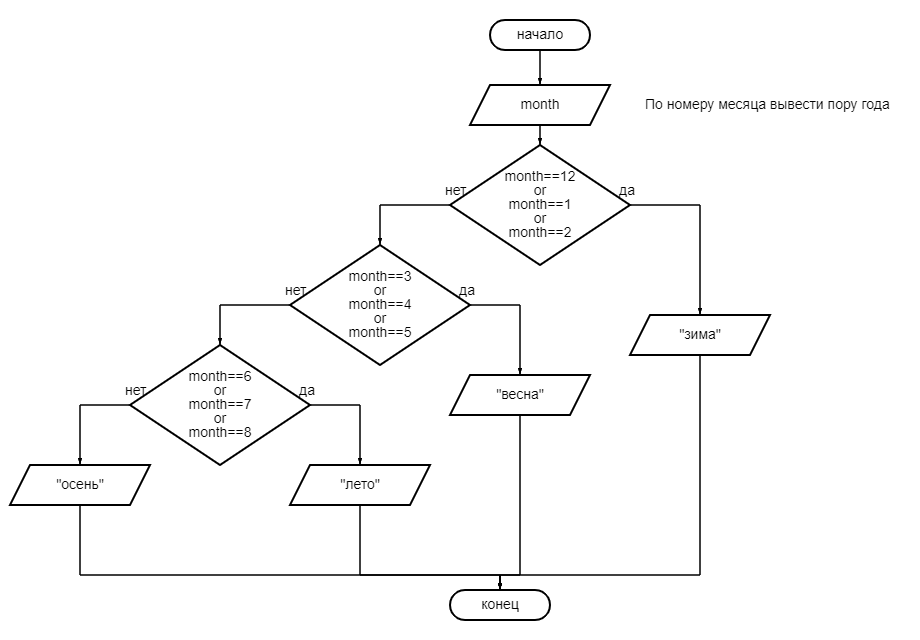 начало
month
По номеру месяца вывести пору года
month==12
or
month==1
or
month==2
нет
да
month==3
or
month==4
or
month==5
нет
да
"зима"
month==6
or
month==7
or
month==8
нет
да
"весна"
"осень"
"лето"
конец